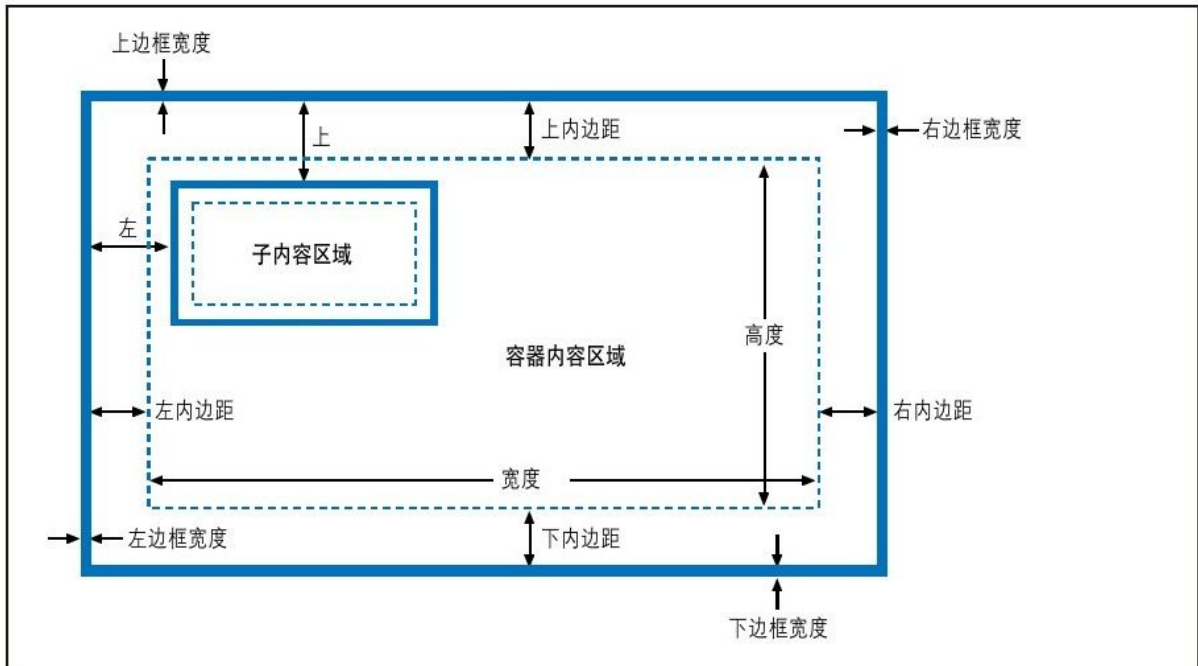 上边框宽度
上
上内边距
右边框宽度
左
子内容区域
高度
容器内容区域
左内边距
右内边距
宽度
左边框宽度
下内边距
下边框宽度